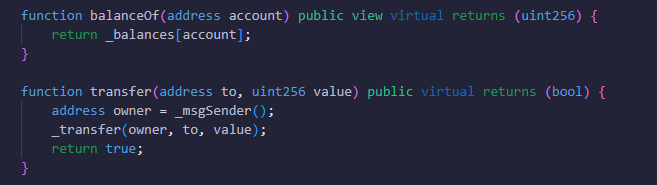 function balanceOf(address account) public view virtual returns (uint256) {
    return _balances[account];
}

function transfer(address to, uint256 value) public virtual returns (bool) {
    address owner = _msgSender();
    _transfer(owner, to, value);
    return true;
}